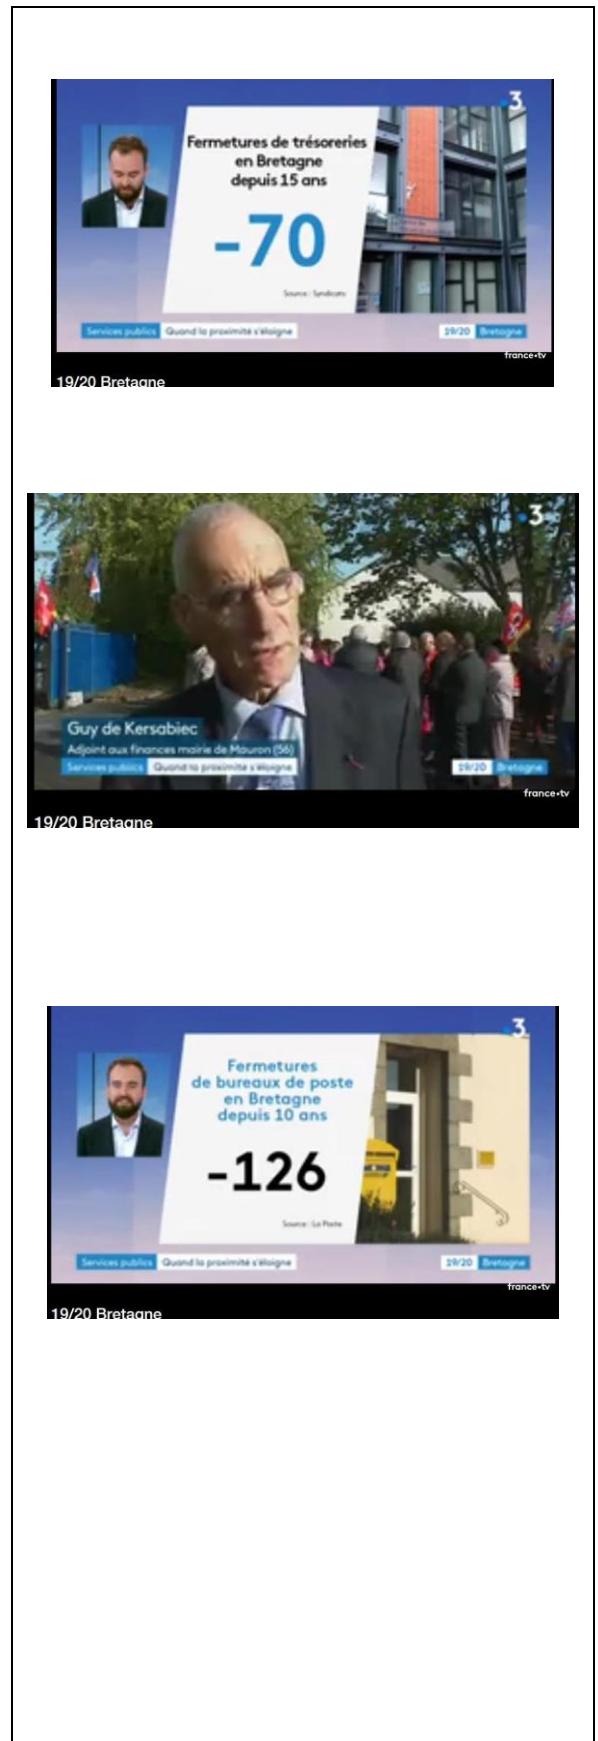 3
Fermetures de trésoreries
en Bretagne
depuis 15 ans
-70
Source : Syndicats
Services publics Quand la proximité s'éloigne
19/20 Bretagne
france•tv
19/20 Bretagne
3
Guy de Kersabiec
Adjoint aux finances mairie de Mauron (56)
Services publics Quand la proximité s'éloigne
19/20 Bretagne
france•tv
19/20 Bretagne
3
Fermetures
de bureaux de poste
en Bretagne
depuis 10 ans
-126
Source : La Poste
Services publics Quand la proximité s'éloigne
19/20 Bretagne
france•tv
19/20 Bretagne